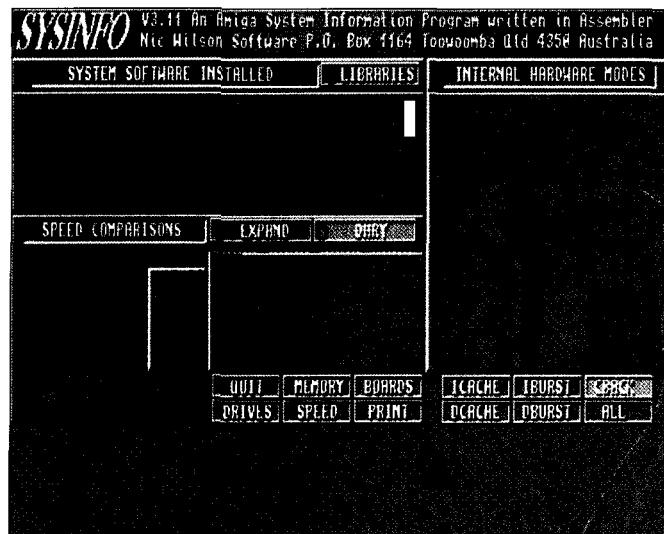 SYSINFO V3.11 An Amiga System Information Program written in Assembler
Nic Wilson Software P.O. Box 1164 Toowoomba Qld 4350 Australia
SYSTEM SOFTWARE INSTALLED LIBRARIES INTERNAL HARDWARE MODES
SPEED COMPARISONS EXPAND
QUIT MEMORY BOARDS ICACHE IBURST
DRIVES SPEED PRINT DCACHE DBURST ALL